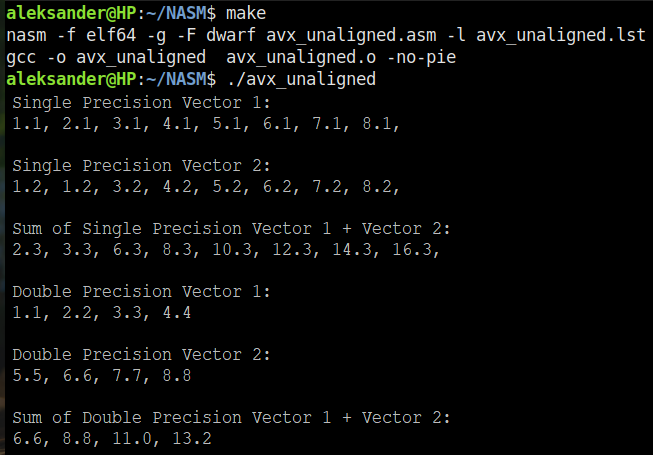 aleksander@HP:~/NASM$ make
nasm -f elf64 -g -F dwarf avx_unaligned.asm -l avx_unaligned.lst
gcc -o avx_unaligned  avx_unaligned.o -no-pie
aleksander@HP:~/NASM$ ./avx_unaligned
Single Precision Vector 1:
1.1, 2.1, 3.1, 4.1, 5.1, 6.1, 7.1, 8.1,
Single Precision Vector 2:
1.2, 1.2, 3.2, 4.2, 5.2, 6.2, 7.2, 8.2,
Sum of Single Precision Vector 1 + Vector 2:
2.3, 3.3, 6.3, 8.3, 10.3, 12.3, 14.3, 16.3,
Double Precision Vector 1:
1.1, 2.2, 3.3, 4.4
Double Precision Vector 2:
5.5, 6.6, 7.7, 8.8
Sum of Double Precision Vector 1 + Vector 2:
6.6, 8.8, 11.0, 13.2